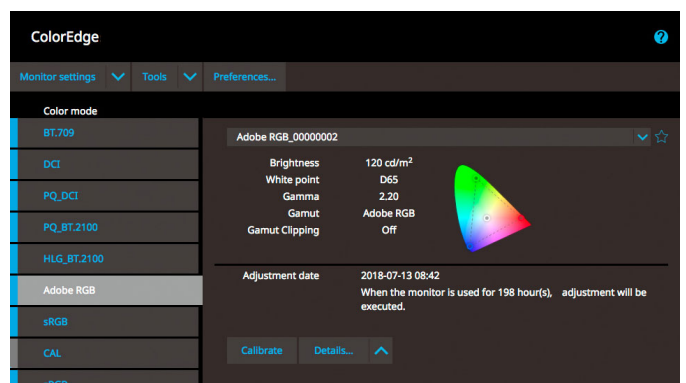 ColorEdge
?
Monitor settings Tools Preferences...
Color mode
BT.709
DCI
PQ_DCI
PQ_BT.2100
HLG_BT.2100
Adobe RGB
sRGB
CAL
Adobe RGB_00000002
Brightness 120 cd/m²
White point D65
Gamma 2.20
Gamut Adobe RGB
Gamut Clipping Off
Adjustment date 2018-07-13 08:42
When the monitor is used for 198 hour(s), adjustment will be
executed.
Calibrate Details...